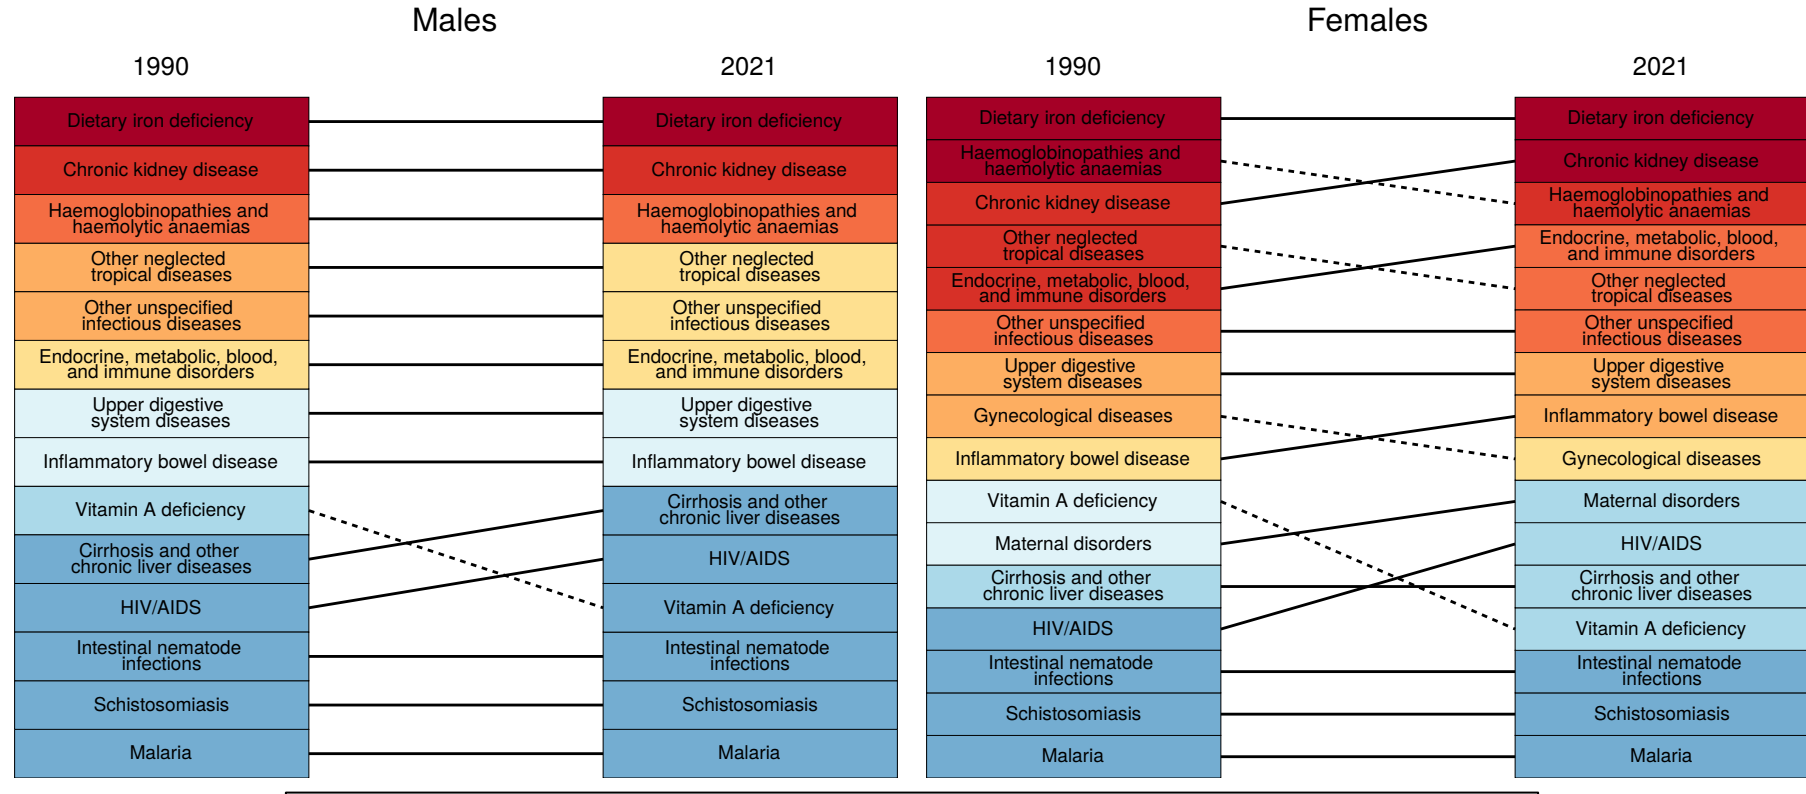 Males
1990
2021
Dietary iron deficiency
Chronic kidney disease
Haemoglobinopathies and
haemolytic anaemias
Other neglected
tropical diseases
Other unspecified
infectious diseases
Endocrine, metabolic, blood,
and immune disorders
Upper digestive
system diseases
Inflammatory bowel disease
Vitamin A deficiency
Cirrhosis and other
chronic liver diseases
HIV/AIDS
Intestinal nematode
infections
Schistosomiasis
Malaria
Dietary iron deficiency
Chronic kidney disease
Haemoglobinopathies and
haemolytic anaemias
Other neglected
tropical diseases
Other unspecified
infectious diseases
Endocrine, metabolic, blood,
and immune disorders
Upper digestive
system diseases
Inflammatory bowel disease
Cirrhosis and other
chronic liver diseases
HIV/AIDS
Vitamin A deficiency
Intestinal nematode
infections
Schistosomiasis
Malaria
Females
1990
2021
Dietary iron deficiency
Haemoglobinopathies and
haemolytic anaemias
Chronic kidney disease
Other neglected
tropical diseases
Endocrine, metabolic, blood,
and immune disorders
Other unspecified
infectious diseases
Upper digestive
system diseases
Gynecological diseases
Inflammatory bowel disease
Vitamin A deficiency
Maternal disorders
Cirrhosis and other
chronic liver diseases
HIV/AIDS
Intestinal nematode
infections
Schistosomiasis
Malaria
Dietary iron deficiency
Chronic kidney disease
Haemoglobinopathies and
haemolytic anaemias
Endocrine, metabolic, blood,
and immune disorders
Other neglected
tropical diseases
Other unspecified
infectious diseases
Upper digestive
system diseases
Inflammatory bowel disease
Gynecological diseases
Maternal disorders
HIV/AIDS
Cirrhosis and other
chronic liver diseases
Vitamin A deficiency
Intestinal nematode
infections
Schistosomiasis
Malaria